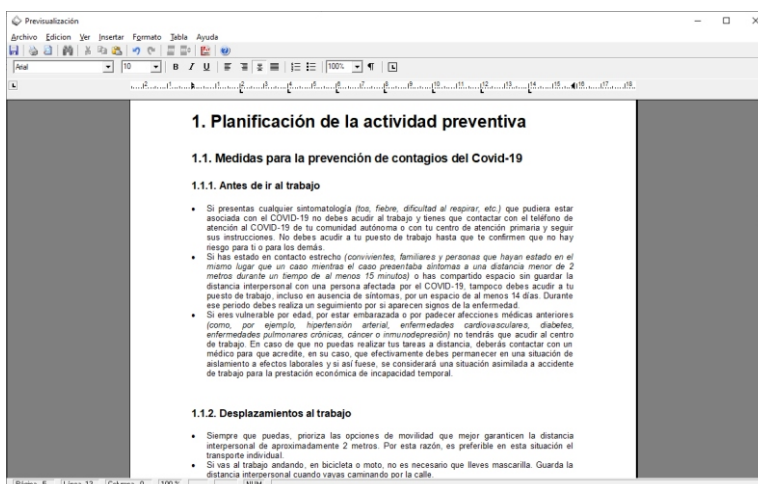 Previsualización
Archivo Edicion Ver Insertar Formato Tabla Ayuda
Arial 10 B I U 100%
1. Planificación de la actividad preventiva
1.1. Medidas para la prevención de contagios del Covid-19
1.1.1. Antes de ir al trabajo
• Si presentas cualquier sintomatología (tos, fiebre, dificultad al respirar, etc.) que pudiera estar
asociada con el COVID-19 no debes acudir al trabajo y tienes que contactar con el teléfono de
atención al COVID-19 de tu comunidad autónoma o con tu centro de atención primaria y seguir
sus instrucciones. No debes acudir a tu puesto de trabajo hasta que te confirmen que no hay
riesgo para ti o para los demás.
• Si has estado en contacto estrecho (convivientes, familiares y personas que hayan estado en el
mismo lugar que un caso mientras el caso presentaba síntomas a una distancia menor de 2
metros durante un tiempo de al menos 15 minutos) o has compartido espacio sin guardar la
distancia interpersonal con una persona afectada por el COVID-19, tampoco debes acudir a tu
puesto de trabajo, incluso en ausencia de síntomas, por un espacio de al menos 14 días. Durante
ese periodo debes realiza un seguimiento por si aparecen signos de la enfermedad.
• Si eres vulnerable por edad, por estar embarazada o por padecer afecciones médicas anteriores
(como, por ejemplo, hipertensión arterial, enfermedades cardiovasculares, diabetes,
enfermedades pulmonares crónicas, cáncer o inmunodepresión) no tendrás que acudir al centro
de trabajo. En caso de que no puedas realizar tus tareas a distancia, deberás contactar con un
médico para que acredite, en su caso, que efectivamente debes permanecer en una situación de
aislamiento a efectos laborales y si así fuese, se considerará una situación asimilada a accidente
de trabajo para la prestación económica de incapacidad temporal.
1.1.2. Desplazamientos al trabajo
• Siempre que puedas, prioriza las opciones de movilidad que mejor garanticen la distancia
interpersonal de aproximadamente 2 metros. Por esta razón, es preferible en esta situación el
transporte individual.
• Si vas al trabajo andando, en bicicleta o moto, no es necesario que lleves mascarilla. Guarda la
distancia interpersonal cuando vayas caminando por la calle.